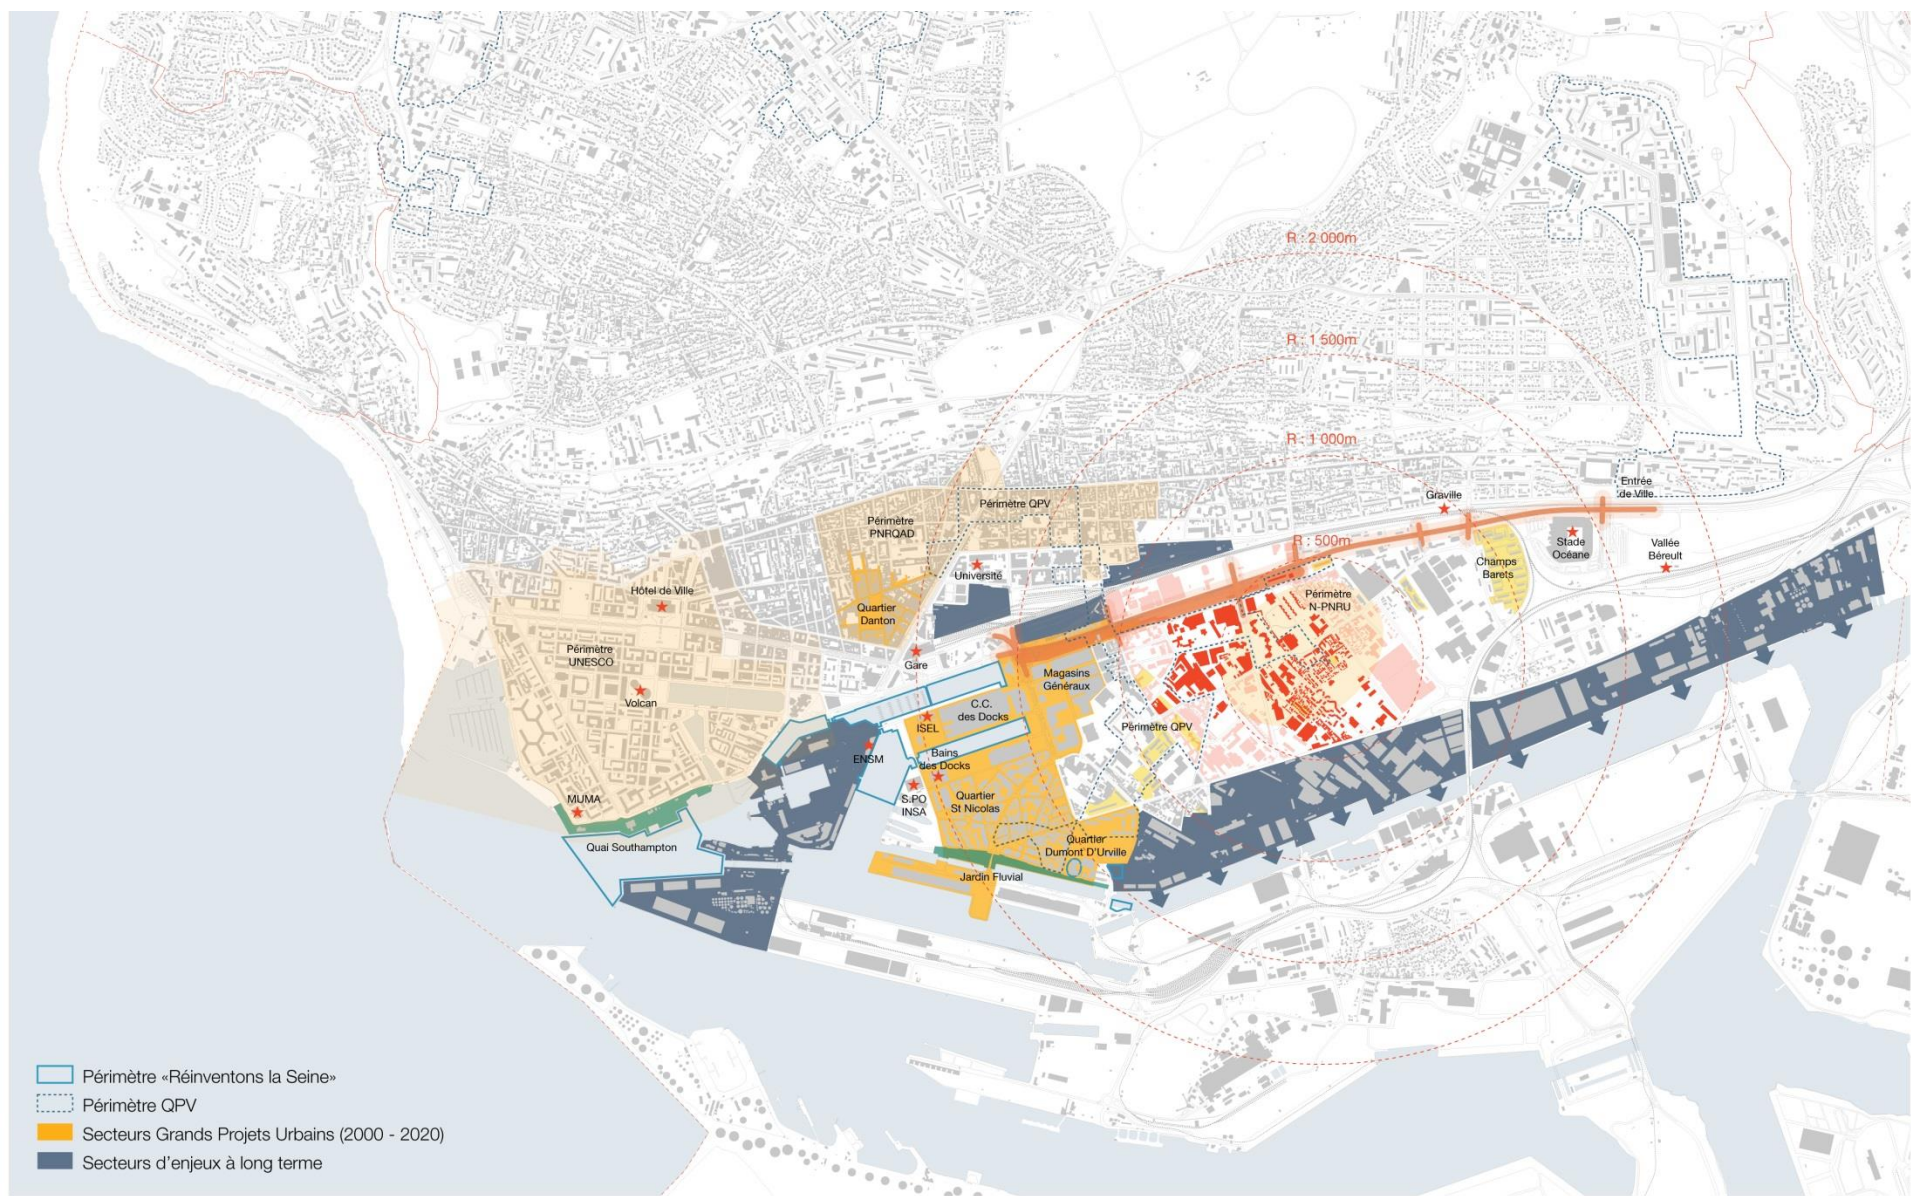 R : 2 000m
R : 1 500m
R : 1 000m
R : 500m
Entrée
de Ville
Graville
Stade
Océane
Vallée
Béreult
Champs
Barets
Périmètre QPV
Périmètre
PNRQAD
Université
Quartier
Danton
Hôtel de Ville
Périmètre
UNESCO
Volcan
Gare
Périmètre
N-PNRU
Magasins
Généraux
C.C.
des Docks
ISEL
Périmètre QPV
ENSM
Bains
des Docks
S.PO
INSA
Quartier
St Nicolas
MUMA
Quai Southampton
Quartier
Dumont D'Urville
Jardin Fluvial
Périmètre «Réinventons la Seine»
Périmètre QPV
Secteurs Grands Projets Urbains (2000 - 2020)
Secteurs d'enjeux à long terme